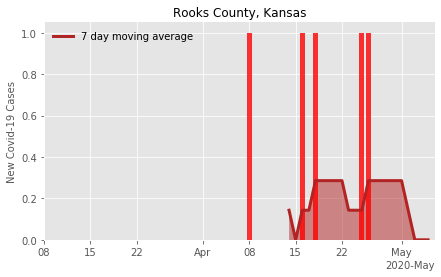 Rooks County, Kansas
7 day moving average
New Covid-19 Cases
1.0
0.8
0.6
0.4
0.2
0.0
08 15 22 Apr 08 15 22 May
2020-May